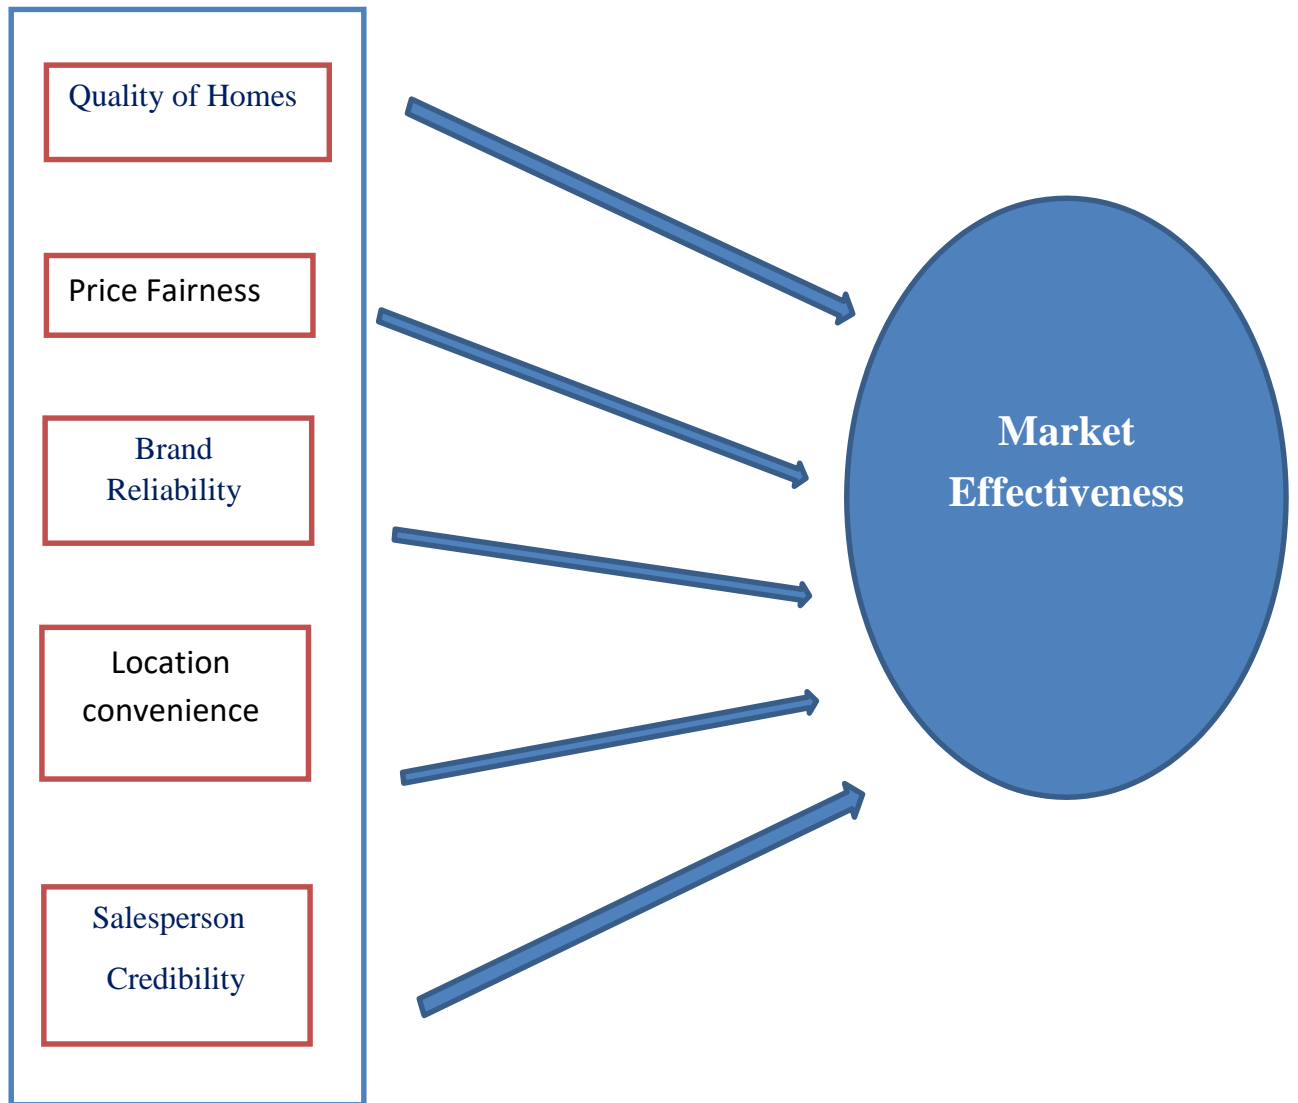 Quality of Homes
Price Fairness
Brand
Reliability
Location
convenience
Salesperson
Credibility
Market
Effectiveness